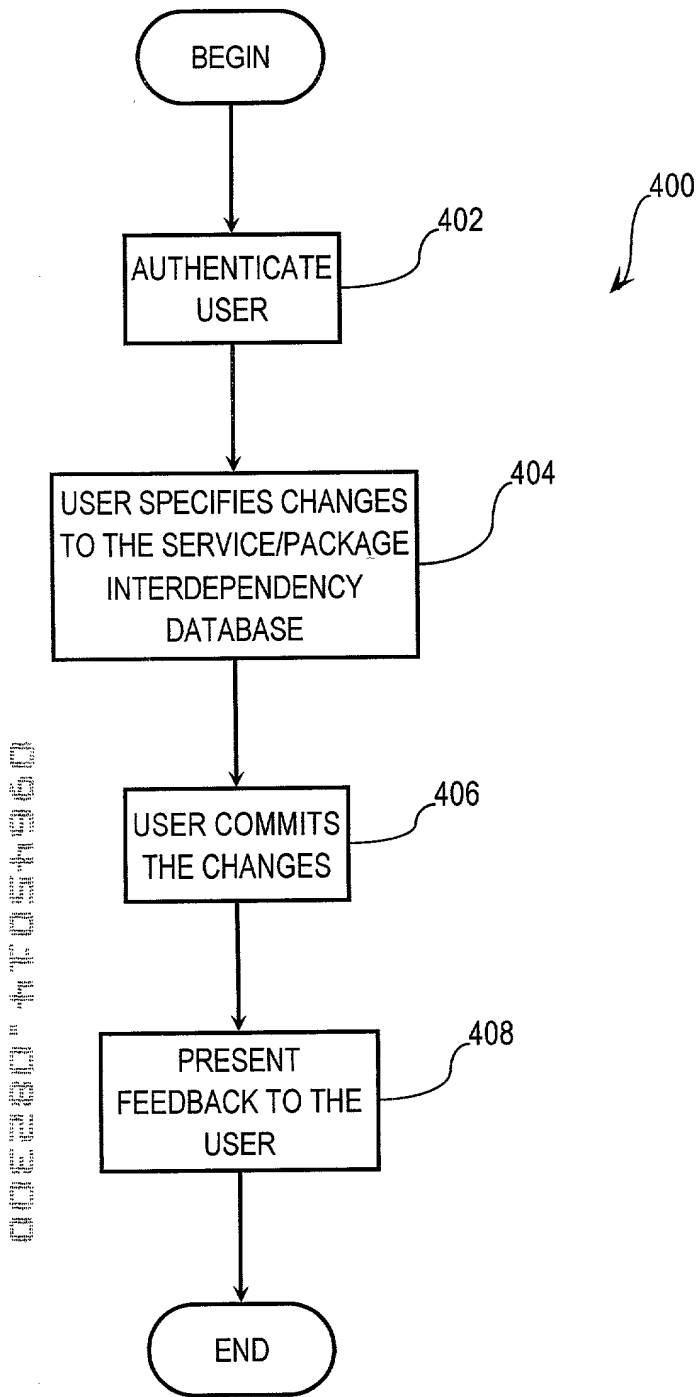 BEGIN
400
402
AUTHENTICATE
USER
404
USER SPECIFIES CHANGES
TO THE SERVICE/PACKAGE
INTERDEPENDENCY
DATABASE
406
USER COMMITS
THE CHANGES
408
PRESENT
FEEDBACK TO THE
USER
END